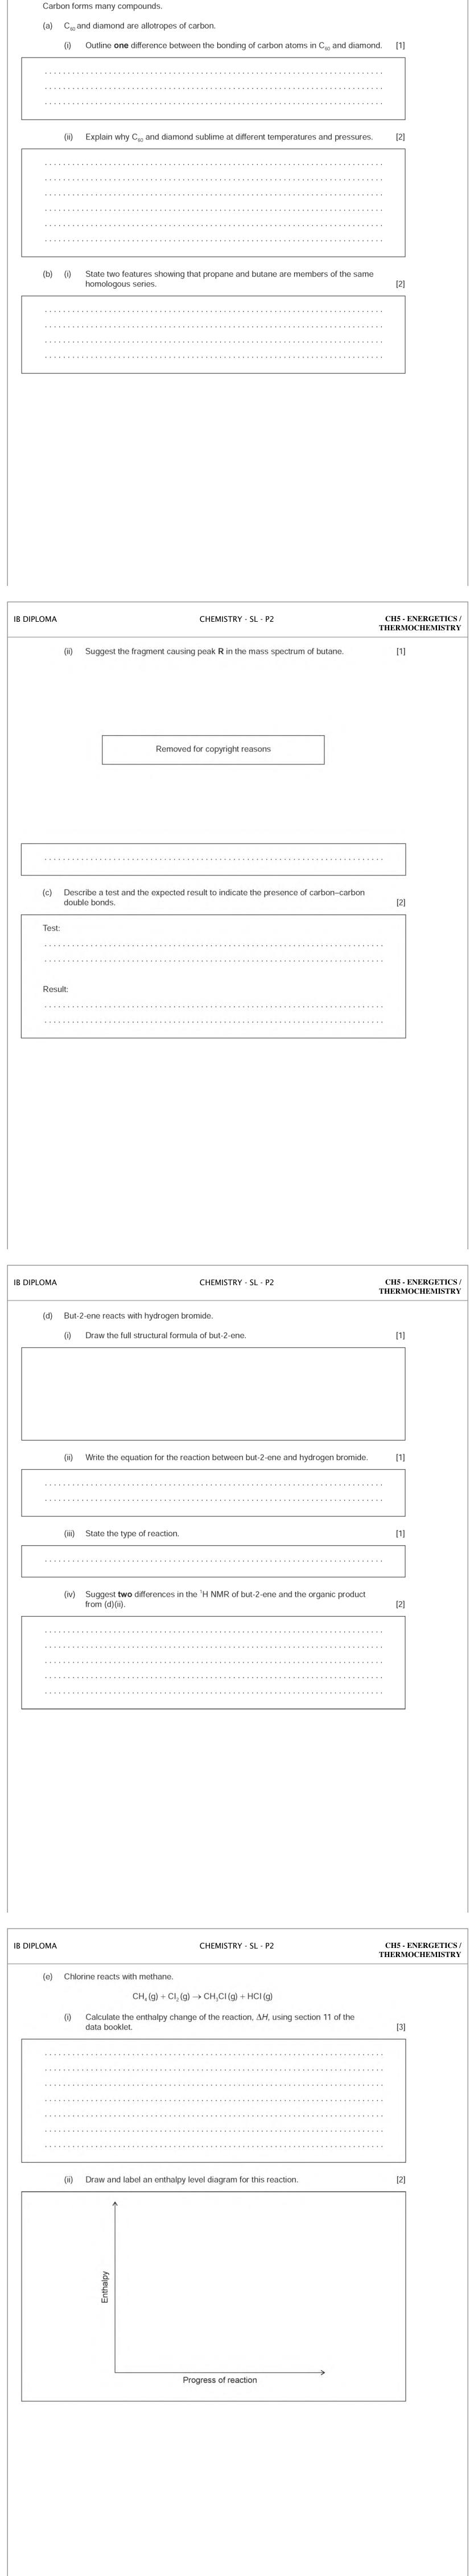 Carbon forms many compounds.
(a) C60 and diamond are allotropes of carbon.
(i) Outline one difference between the bonding of carbon atoms in C60 and diamond. [1]
(ii) Explain why C60 and diamond sublime at different temperatures and pressures. [2]
(b) (i) State two features showing that propane and butane are members of the same
homologous series. [2]
IB DIPLOMA CHEMISTRY - SL - P2 CH5 - ENERGETICS /
THERMOCHEMISTRY
(ii) Suggest the fragment causing peak R in the mass spectrum of butane. [1]
Removed for copyright reasons
(c) Describe a test and the expected result to indicate the presence of carbon–carbon
double bonds. [2]
Test:
Result:
IB DIPLOMA CHEMISTRY - SL - P2 CH5 - ENERGETICS /
THERMOCHEMISTRY
(d) But-2-ene reacts with hydrogen bromide.
(i) Draw the full structural formula of but-2-ene. [1]
(ii) Write the equation for the reaction between but-2-ene and hydrogen bromide. [1]
(iii) State the type of reaction. [1]
(iv) Suggest two differences in the ¹H NMR of but-2-ene and the organic product
from (d)(ii). [2]
IB DIPLOMA CHEMISTRY - SL - P2 CH5 - ENERGETICS /
THERMOCHEMISTRY
(e) Chlorine reacts with methane.
CH4 (g) + Cl2 (g) → CH3Cl (g) + HCl (g)
(i) Calculate the enthalpy change of the reaction, ΔH, using section 11 of the
data booklet. [3]
(ii) Draw and label an enthalpy level diagram for this reaction. [2]
Enthalpy
Progress of reaction